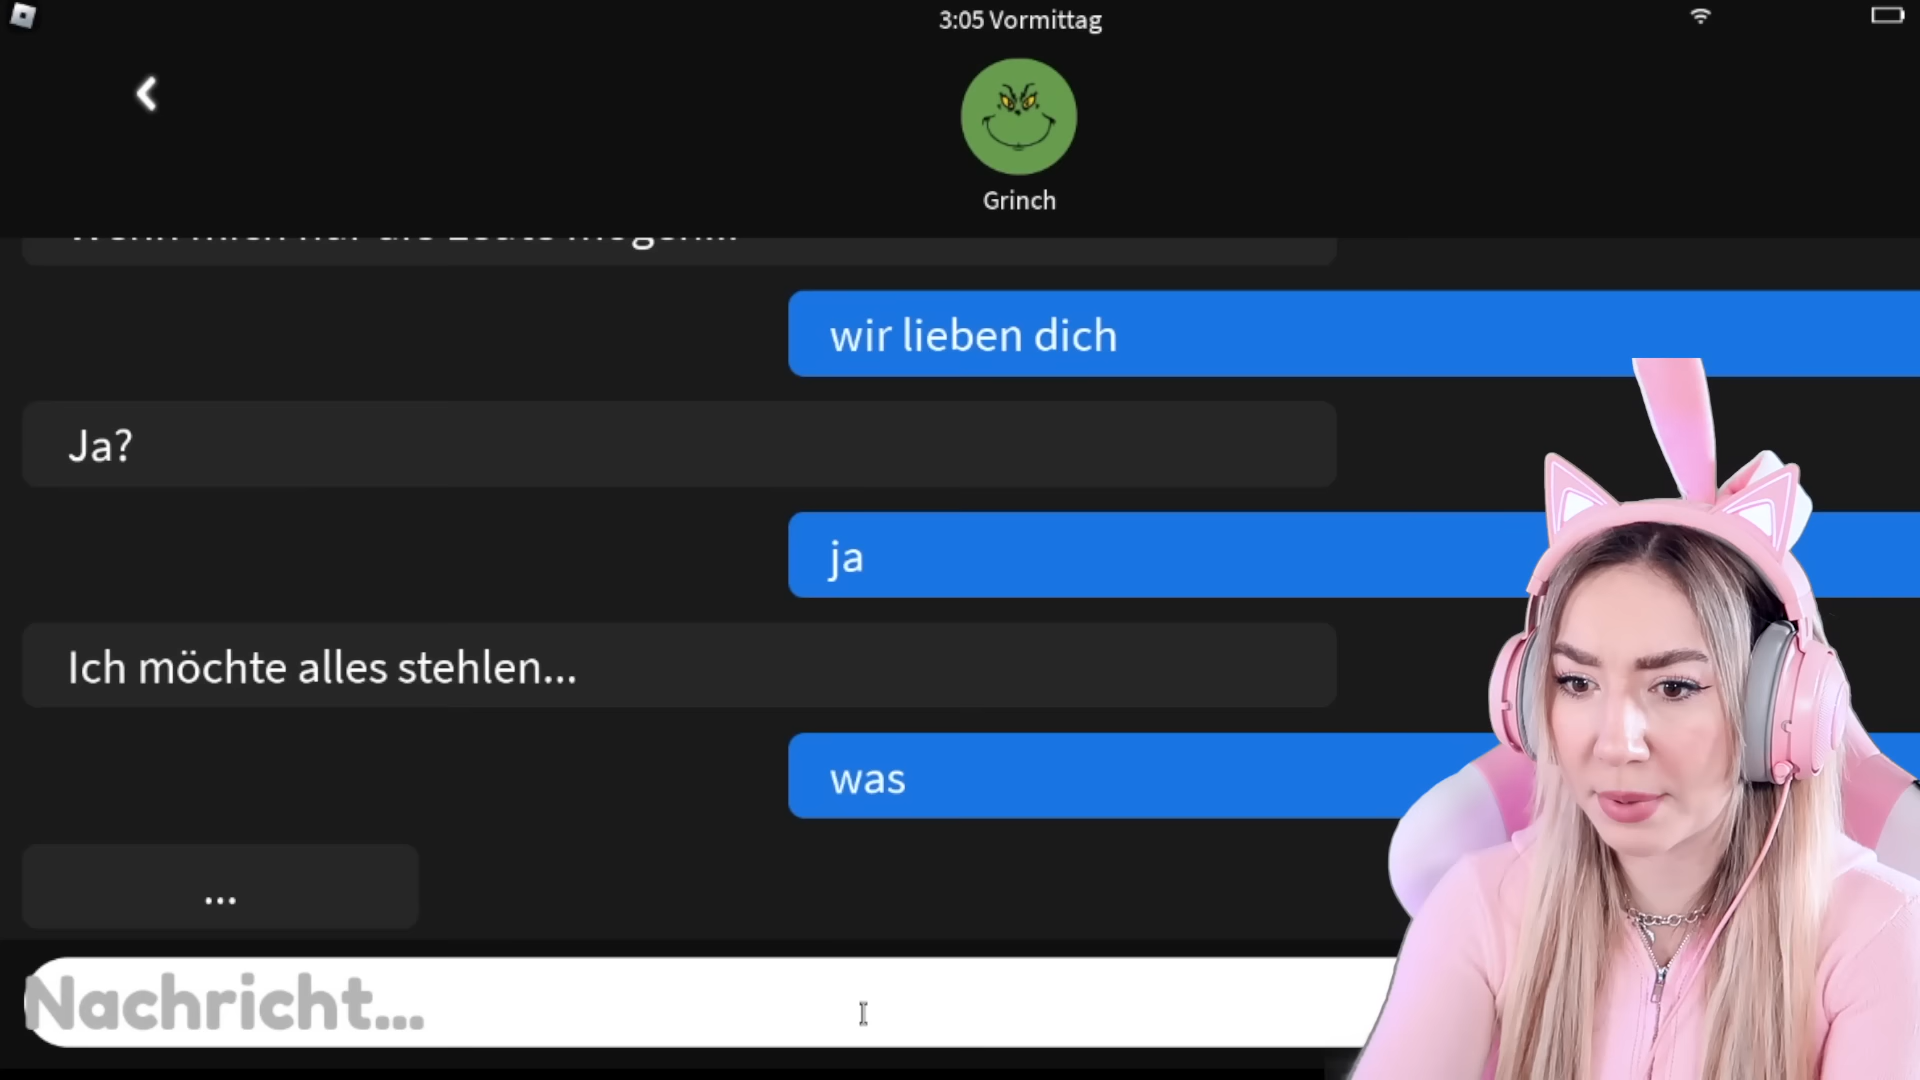 3:05 Vormittag
Grinch
wir lieben dich
Ja?
ja
Ich möchte alles stehlen...
was
...
Nachricht...